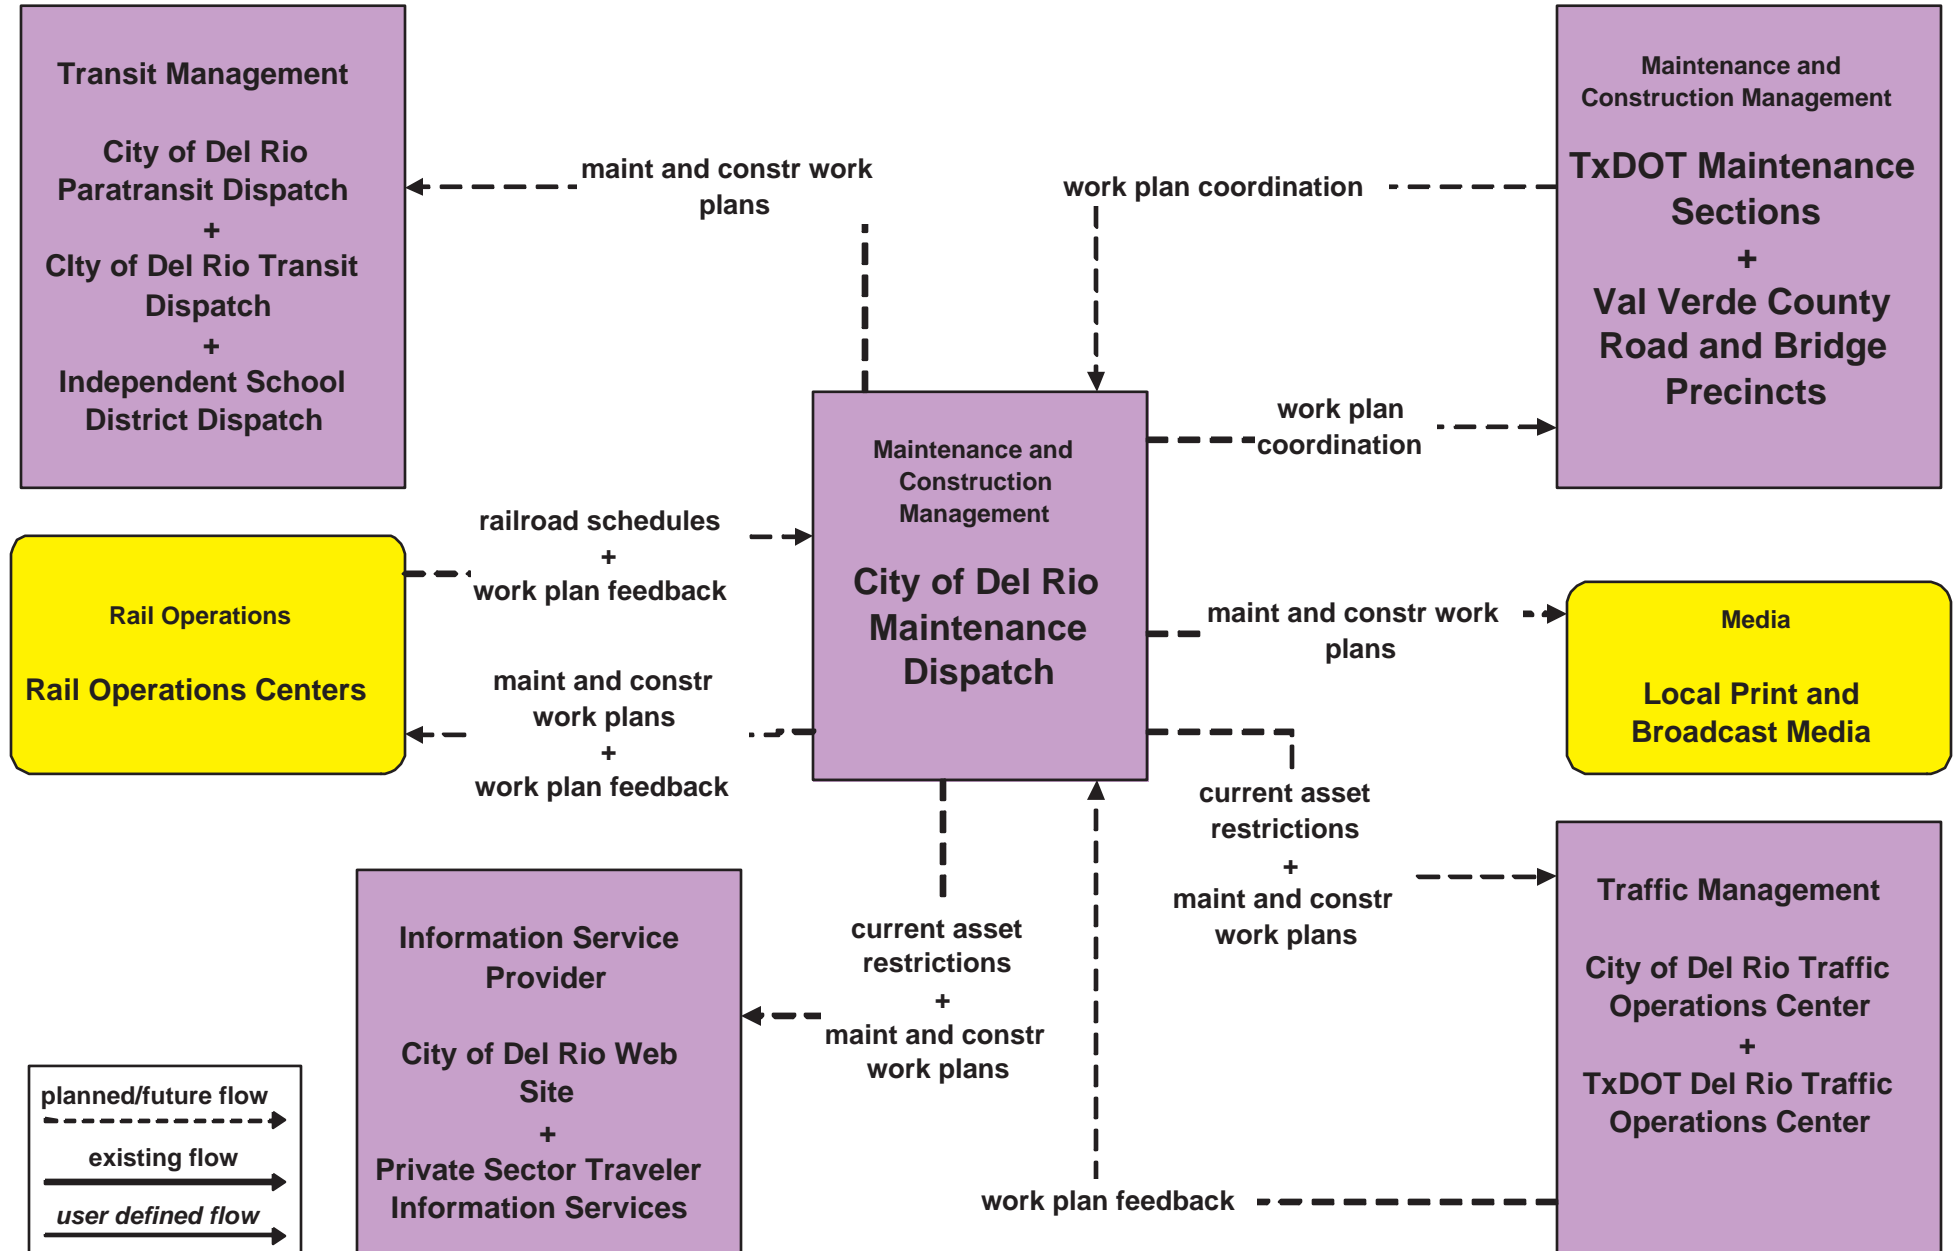 Transit Management
City of Del Rio
Paratransit Dispatch
+
CIty of Del Rio Transit
Dispatch
+
Independent School
District Dispatch
maint and constr work
plans
work plan coordination
Maintenance and
Construction Management
TxDOT Maintenance
Sections
+
Val Verde County
Road and Bridge
Precincts
work plan
coordination
Maintenance and
Construction
Management
City of Del Rio
Maintenance
Dispatch
railroad schedules
+
work plan feedback
Rail Operations
Rail Operations Centers
maint and constr
work plans
+
work plan feedback
maint and constr work
plans
Media
Local Print and
Broadcast Media
current asset
restrictions
+
maint and constr
work plans
Traffic Management
City of Del Rio Traffic
Operations Center
+
TxDOT Del Rio Traffic
Operations Center
current asset
restrictions
+
maint and constr
work plans
Information Service
Provider
City of Del Rio Web
Site
+
Private Sector Traveler
Information Services
work plan feedback
planned/future flow
existing flow
user defined flow